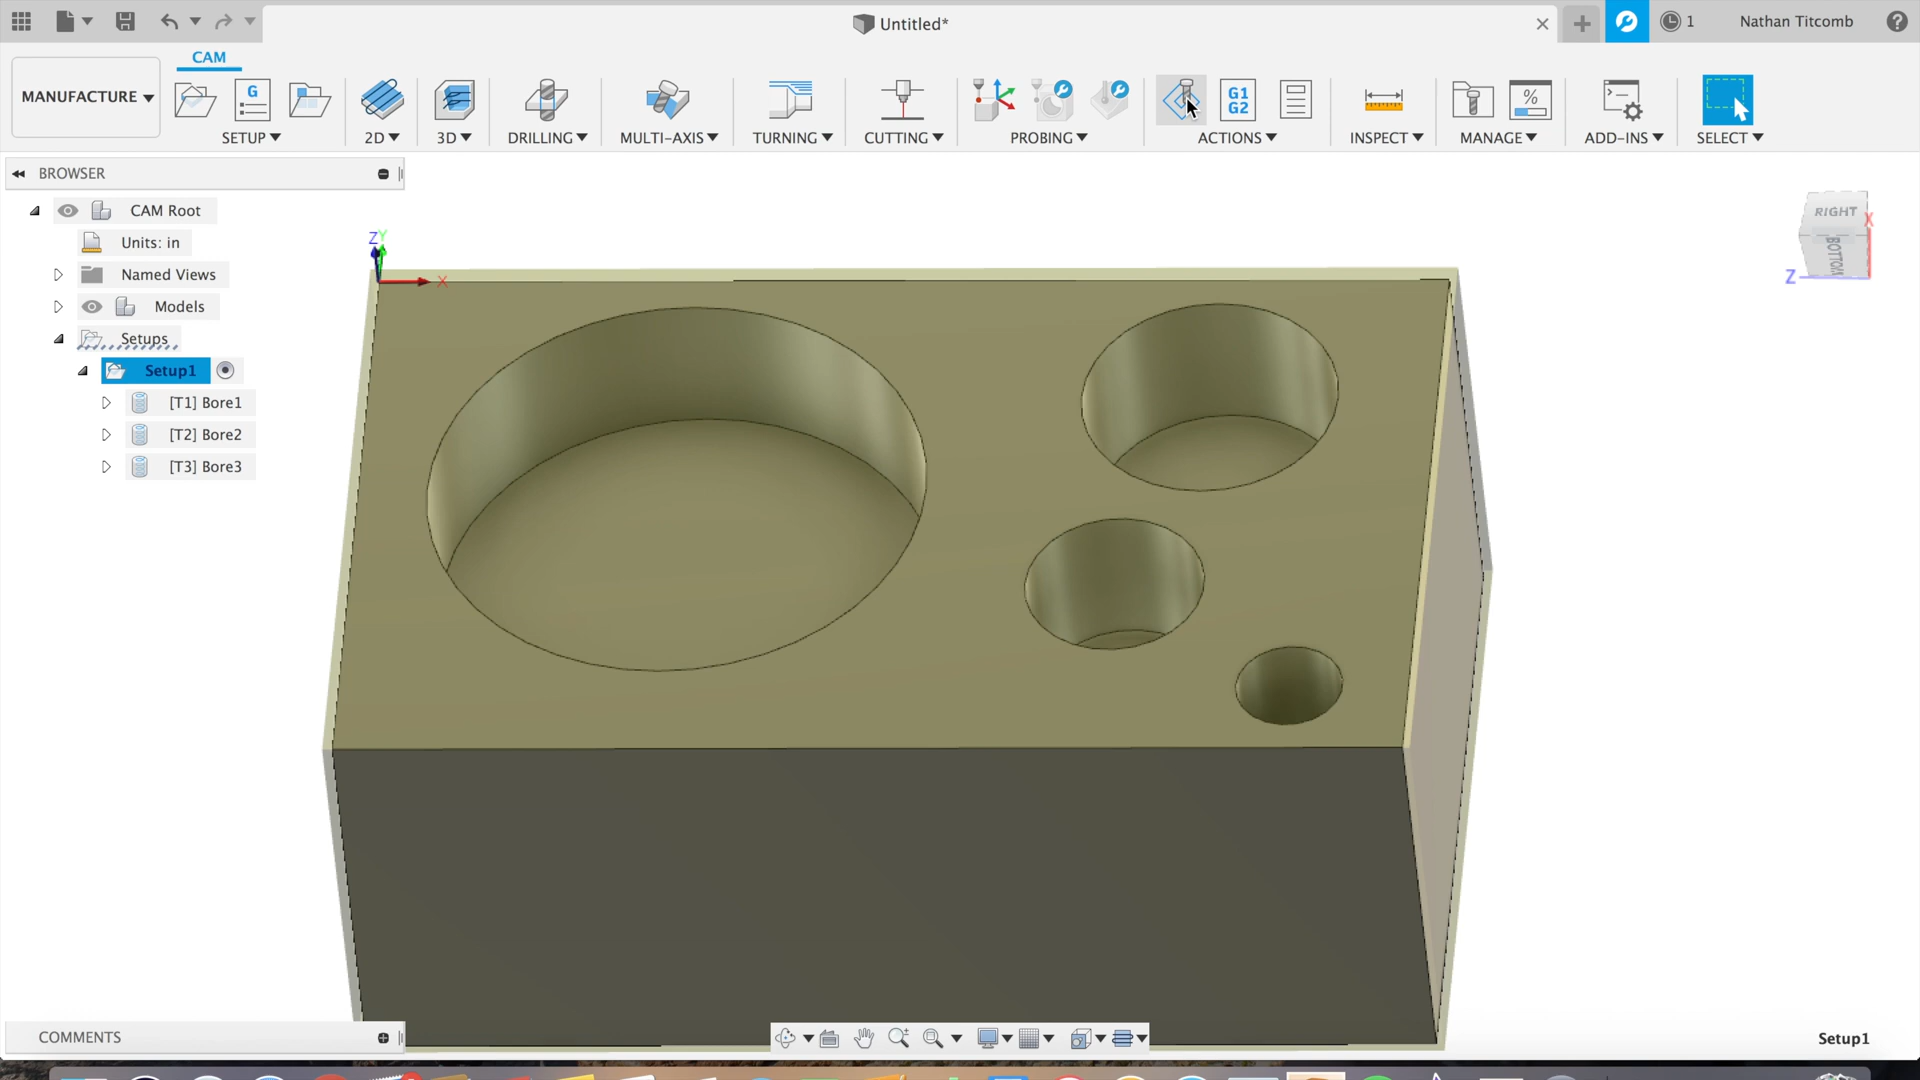 Untitled*
1
Nathan Titcomb
CAM
MANUFACTURE
G
G1
G2
%
SETUP
2D
3D
DRILLING
MULTI-AXIS
TURNING
CUTTING
PROBING
ACTIONS
INSPECT
MANAGE
ADD-INS
SELECT
BROWSER
CAM Root
Units: in
Named Views
Models
Setups
Setup1
[T1] Bore1
[T2] Bore2
[T3] Bore3
Z
Y
X
RIGHT
X
BOTTOM
Z
COMMENTS
Setup1